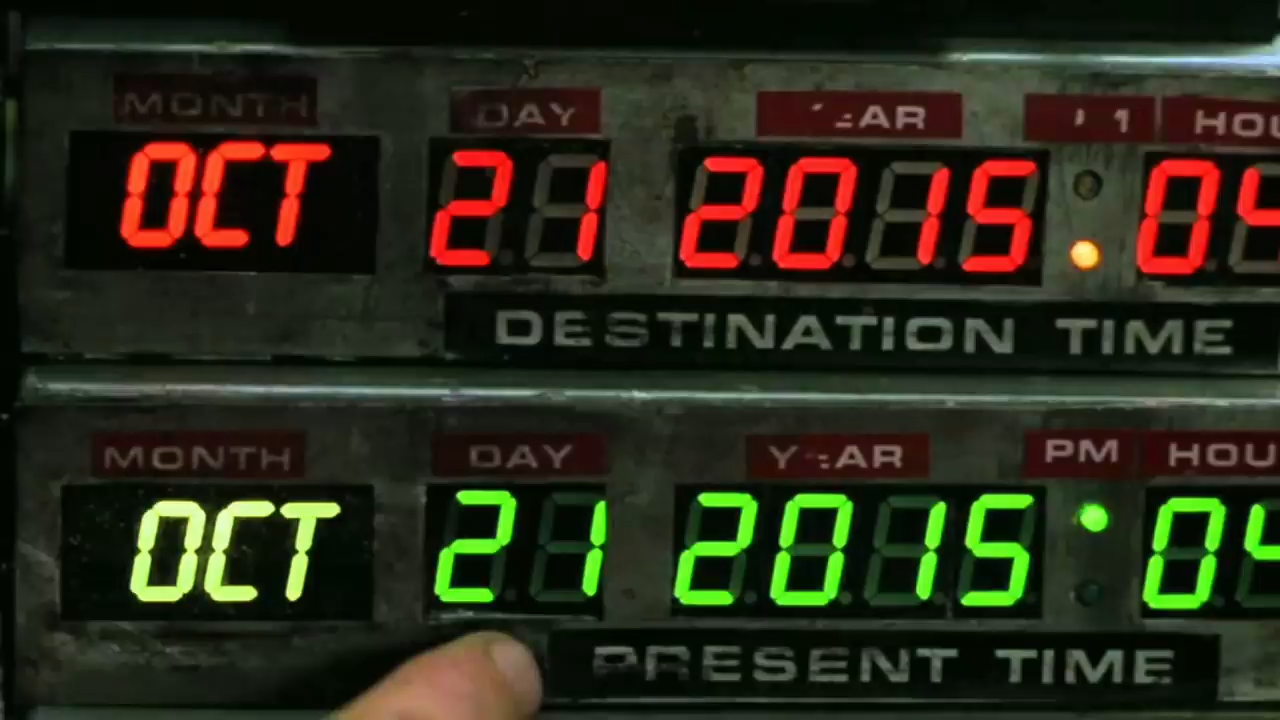 MONTH DAY HOU
OCT 21 2015 04
DESTINATION TIME
MONTH DAY YEAR PM HOU
OCT 21 2015 04
PRESENT TIME